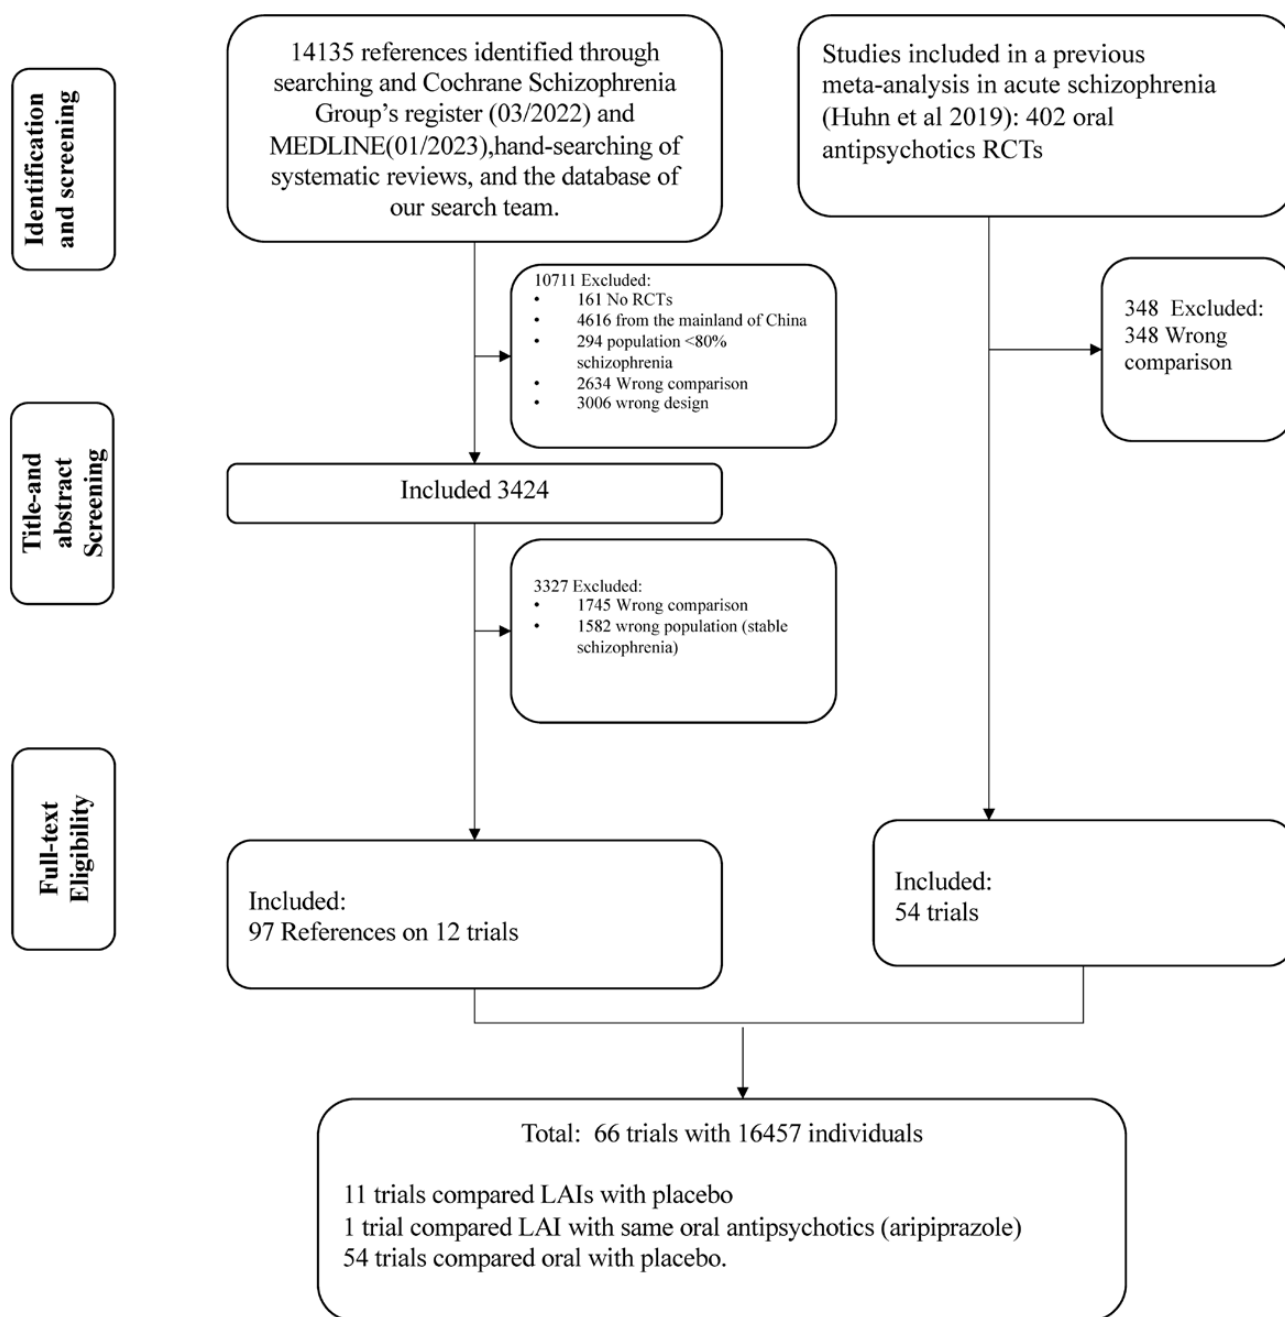 Identification
and screening
14135 references identified through
searching and Cochrane Schizophrenia
Group's register (03/2022) and
MEDLINE(01/2023),hand-searching of
systematic reviews, and the database of
our search team.
Studies included in a previous
meta-analysis in acute schizophrenia
(Huhn et al 2019): 402 oral
antipsychotics RCTs
10711 Excluded:
• 161 No RCTs
• 4616 from the mainland of China
• 294 population <80%
schizophrenia
• 2634 Wrong comparison
• 3006 wrong design
348 Excluded:
348 Wrong
comparison
Title-and
abstract
Screening
Included 3424
3327 Excluded:
• 1745 Wrong comparison
• 1582 wrong population (stable
schizophrenia)
Full-text
Eligibility
Included:
97 References on 12 trials
Included:
54 trials
Total: 66 trials with 16457 individuals
11 trials compared LAIs with placebo
1 trial compared LAI with same oral antipsychotics (aripiprazole)
54 trials compared oral with placebo.